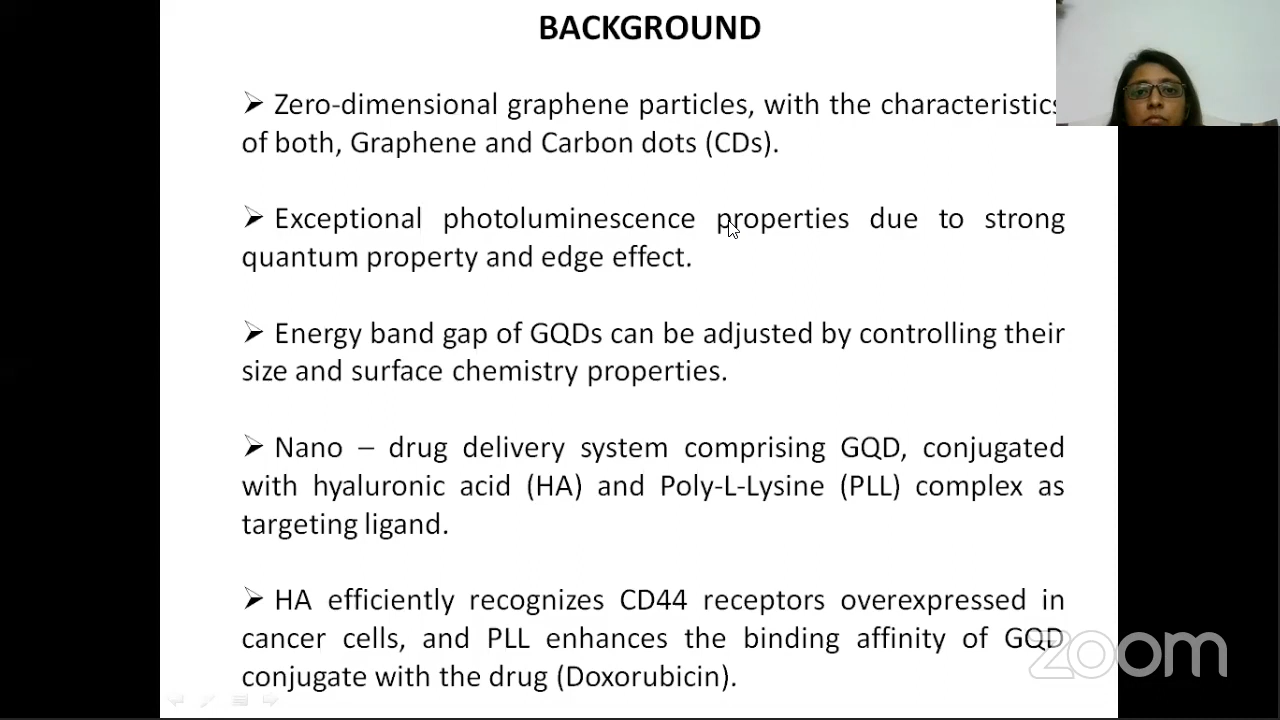 BACKGROUND
➢ Zero-dimensional graphene particles, with the characteristics
of both, Graphene and Carbon dots (CDs).
➢ Exceptional photoluminescence properties due to strong
quantum property and edge effect.
➢ Energy band gap of GQDs can be adjusted by controlling their
size and surface chemistry properties.
➢ Nano – drug delivery system comprising GQD, conjugated
with hyaluronic acid (HA) and Poly-L-Lysine (PLL) complex as
targeting ligand.
➢ HA efficiently recognizes CD44 receptors overexpressed in
cancer cells, and PLL enhances the binding affinity of GQD
conjugate with the drug (Doxorubicin).
zoom